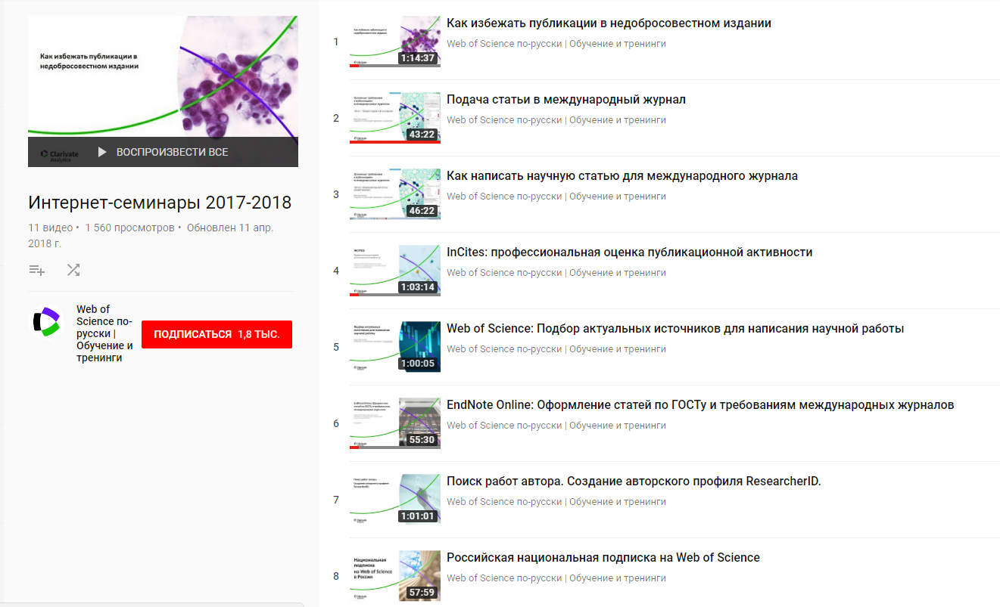 Как избежать публикации в
недобросовестном издании
Clarivate
Analytics
ВОСПРОИЗВЕСТИ ВСЕ
Интернет-семинары 2017-2018
11 видео • 1 560 просмотров • Обновлен 11 апр.
2018 г.
Web of
Science по-
русски |
Обучение и
тренинги
ПОДПИСАТЬСЯ 1,8 ТЫС.
1
1:14:37
Как избежать публикации в недобросовестном издании
Web of Science по-русски | Обучение и тренинги
2
43:22
Подача статьи в международный журнал
Web of Science по-русски | Обучение и тренинги
3
46:22
Как написать научную статью для международного журнала
Web of Science по-русски | Обучение и тренинги
4
1:03:14
InCites: профессиональная оценка публикационной активности
Web of Science по-русски | Обучение и тренинги
5
1:00:05
Web of Science: Подбор актуальных источников для написания научной работы
Web of Science по-русски | Обучение и тренинги
6
55:30
EndNote Online: Оформление статей по ГОСТу и требованиям международных журналов
Web of Science по-русски | Обучение и тренинги
7
1:01:01
Поиск работ автора. Создание авторского профиля ResearcherID.
Web of Science по-русски | Обучение и тренинги
8
Национальная
подписка
на Web of Science
в России
57:59
Российская национальная подписка на Web of Science
Web of Science по-русски | Обучение и тренинги